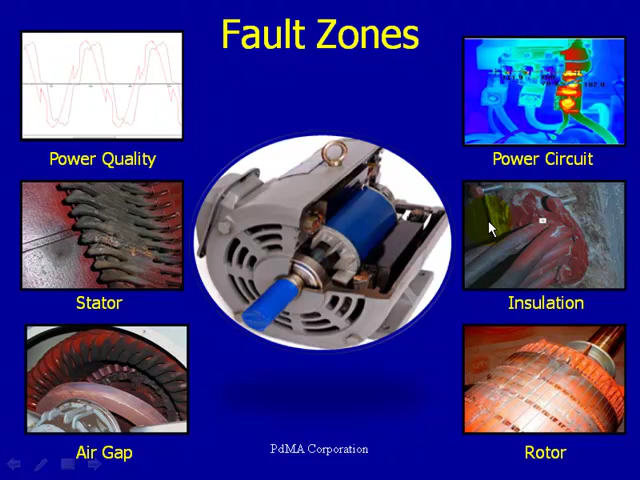 Fault Zones
Power Quality
Power Circuit
Stator
Insulation
Air Gap
PdMA Corporation
Rotor